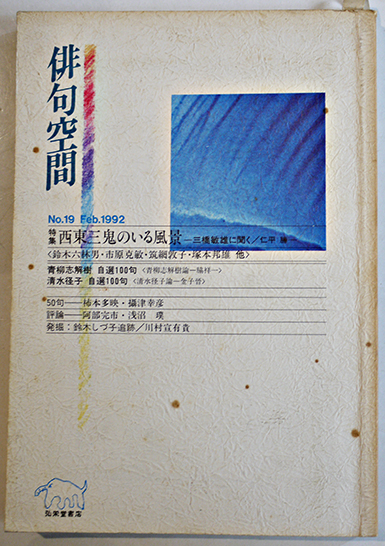 俳句空間
No.19 Feb.1992
特集 西東三鬼のいる風景─三橋敏雄に聞く／仁平 勝
〈鈴木六林男・市原克敏・筑網敦子・塚本邦雄 他〉
青柳志解樹 自選100句〈青柳志解樹論─楊祥一〉
清水径子 自選100句〈清水径子論─金子晉〉
50句──柿本多映・攝津幸彦
評論──阿部完市・浅沼 璞
発掘：鈴木しづ子追跡／川村宣有貴
弘栄堂書店